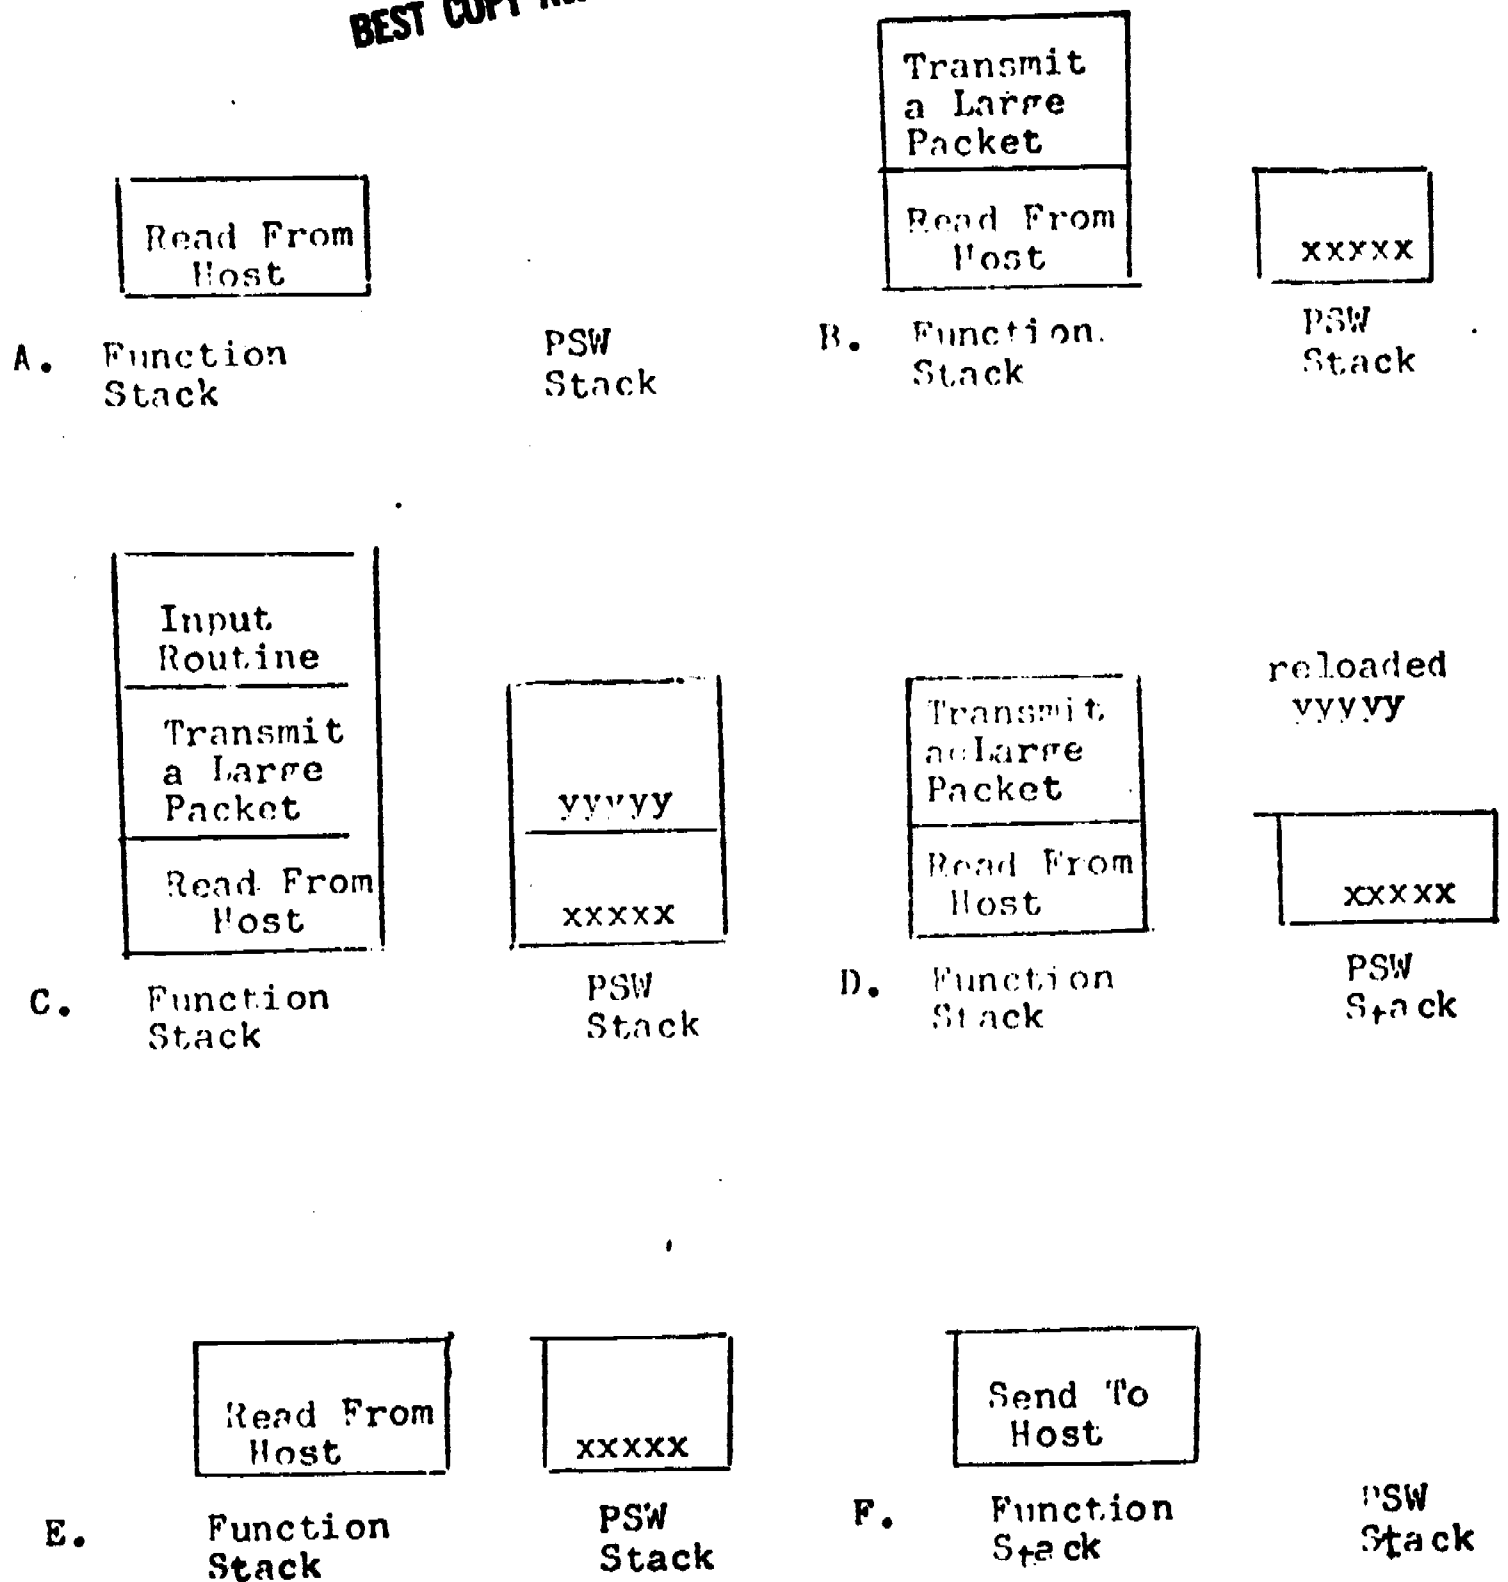 BEST COPY
Read From
Host
A. Function
Stack
PSW
Stack
Transmit
a Large
Packet
Read From
Host
xxxxx
B. Function
Stack
PSW
Stack
Input
Routine
Transmit
a Large
Packet
Read From
Host
yyyyy
xxxxx
C. Function
Stack
PSW
Stack
Transmit
a Large
Packet
Read From
Host
reloaded
yyyyy
xxxxx
D. Function
Stack
PSW
Stack
Read From
Host
xxxxx
E. Function
Stack
PSW
Stack
Send To
Host
F. Function
Stack
PSW
Stack